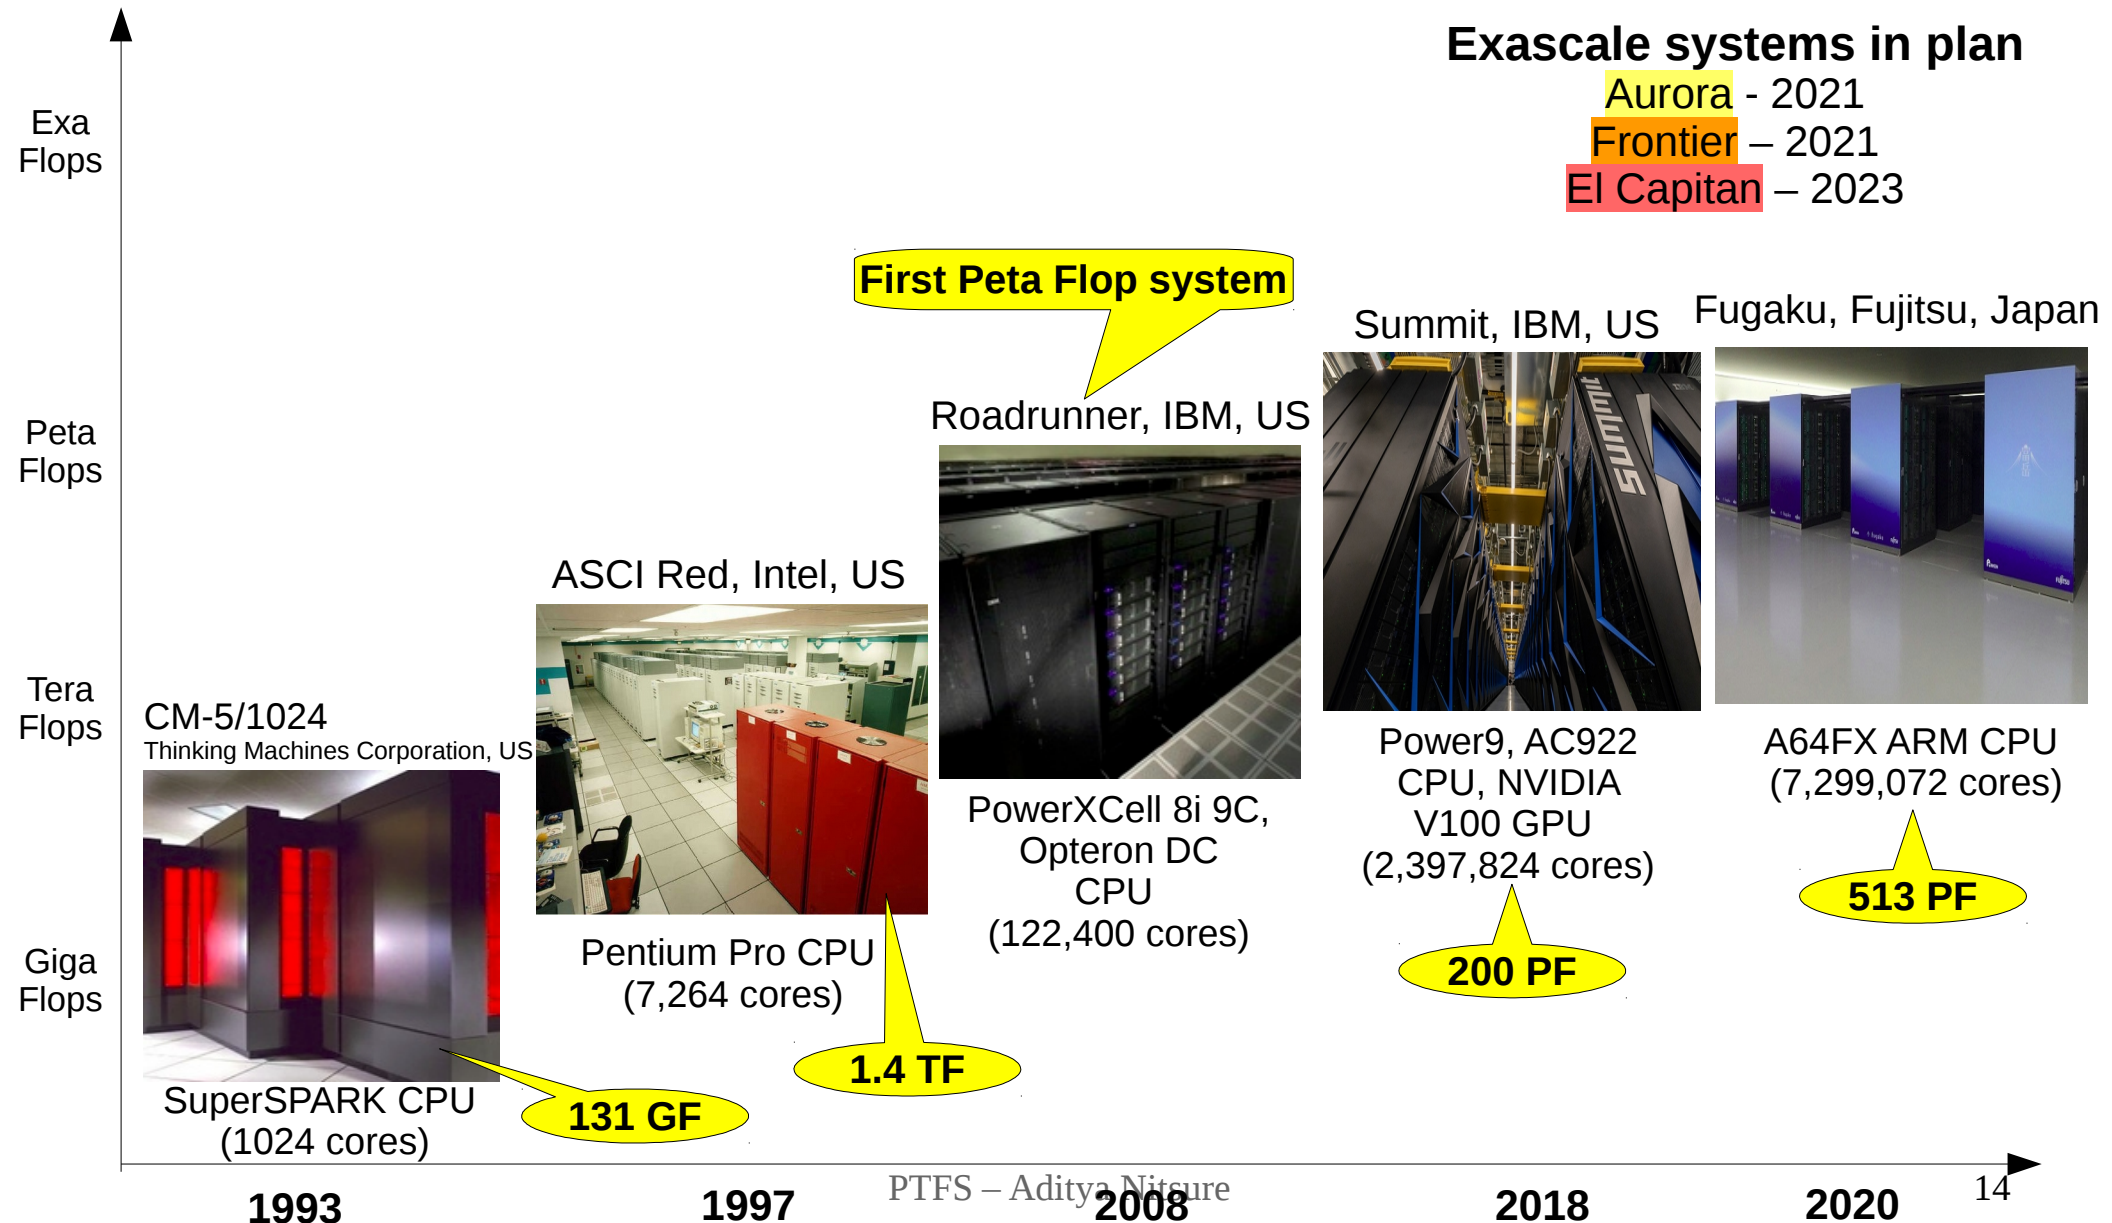 Exascale systems in plan
Aurora - 2021
Frontier – 2021
El Capitan – 2023
Exa
Flops
Peta
Flops
Tera
Flops
Giga
Flops
CM-5/1024
Thinking Machines Corporation, US
SuperSPARK CPU
(1024 cores)
131 GF
ASCI Red, Intel, US
Pentium Pro CPU
(7,264 cores)
1.4 TF
First Peta Flop system
Roadrunner, IBM, US
PowerXCell 8i 9C,
Opteron DC
CPU
(122,400 cores)
Summit, IBM, US
summit
Power9, AC922
CPU, NVIDIA
V100 GPU
(2,397,824 cores)
200 PF
Fugaku, Fujitsu, Japan
FUJITSU
A64FX ARM CPU
(7,299,072 cores)
513 PF
1993
1997
2008
2018
2020
PTFS – Aditya Nitsure
14